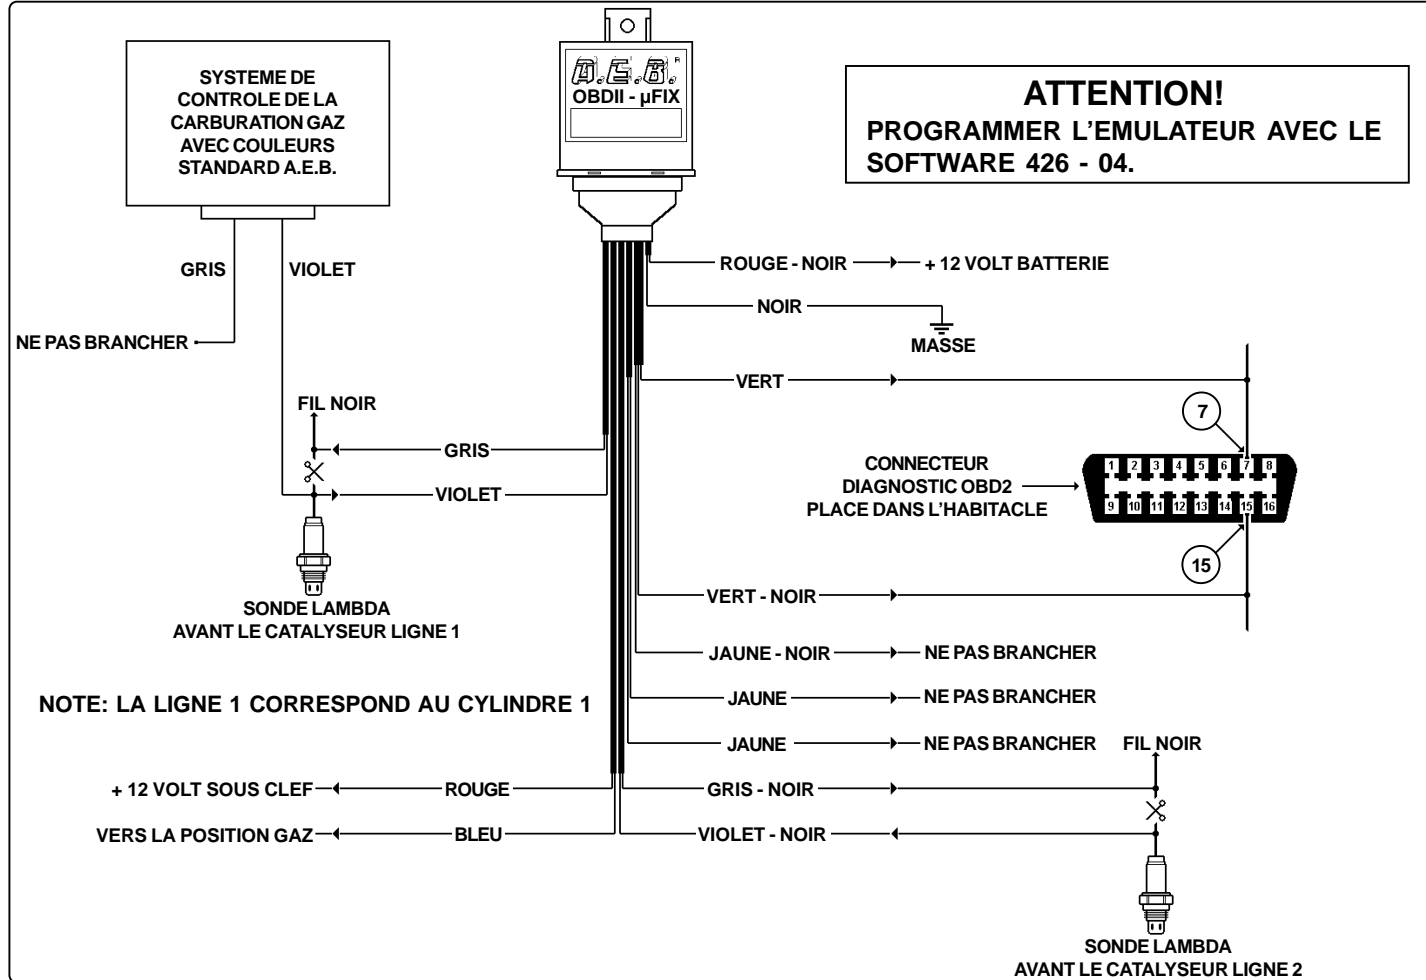 SYSTEME DE
CONTROLE DE LA
CARBURATION GAZ
AVEC COULEURS
STANDARD A.E.B.
A.E.B.
OBDII - µFIX
ATTENTION!
PROGRAMMER L'EMULATEUR AVEC LE
SOFTWARE 426 - 04.
GRIS
VIOLET
NE PAS BRANCHER
ROUGE - NOIR
+ 12 VOLT BATTERIE
NOIR
MASSE
VERT
FIL NOIR
GRIS
VIOLET
SONDE LAMBDA
AVANT LE CATALYSEUR LIGNE 1
7
CONNECTEUR
DIAGNOSTIC OBD2
PLACE DANS L'HABITACLE
1 2 3 4 5 6 7 8
9 10 11 12 13 14 15 16
15
VERT - NOIR
JAUNE - NOIR
NE PAS BRANCHER
JAUNE
NE PAS BRANCHER
JAUNE
NE PAS BRANCHER
NOTE: LA LIGNE 1 CORRESPOND AU CYLINDRE 1
FIL NOIR
+ 12 VOLT SOUS CLEF
ROUGE
GRIS - NOIR
VERS LA POSITION GAZ
BLEU
VIOLET - NOIR
SONDE LAMBDA
AVANT LE CATALYSEUR LIGNE 2